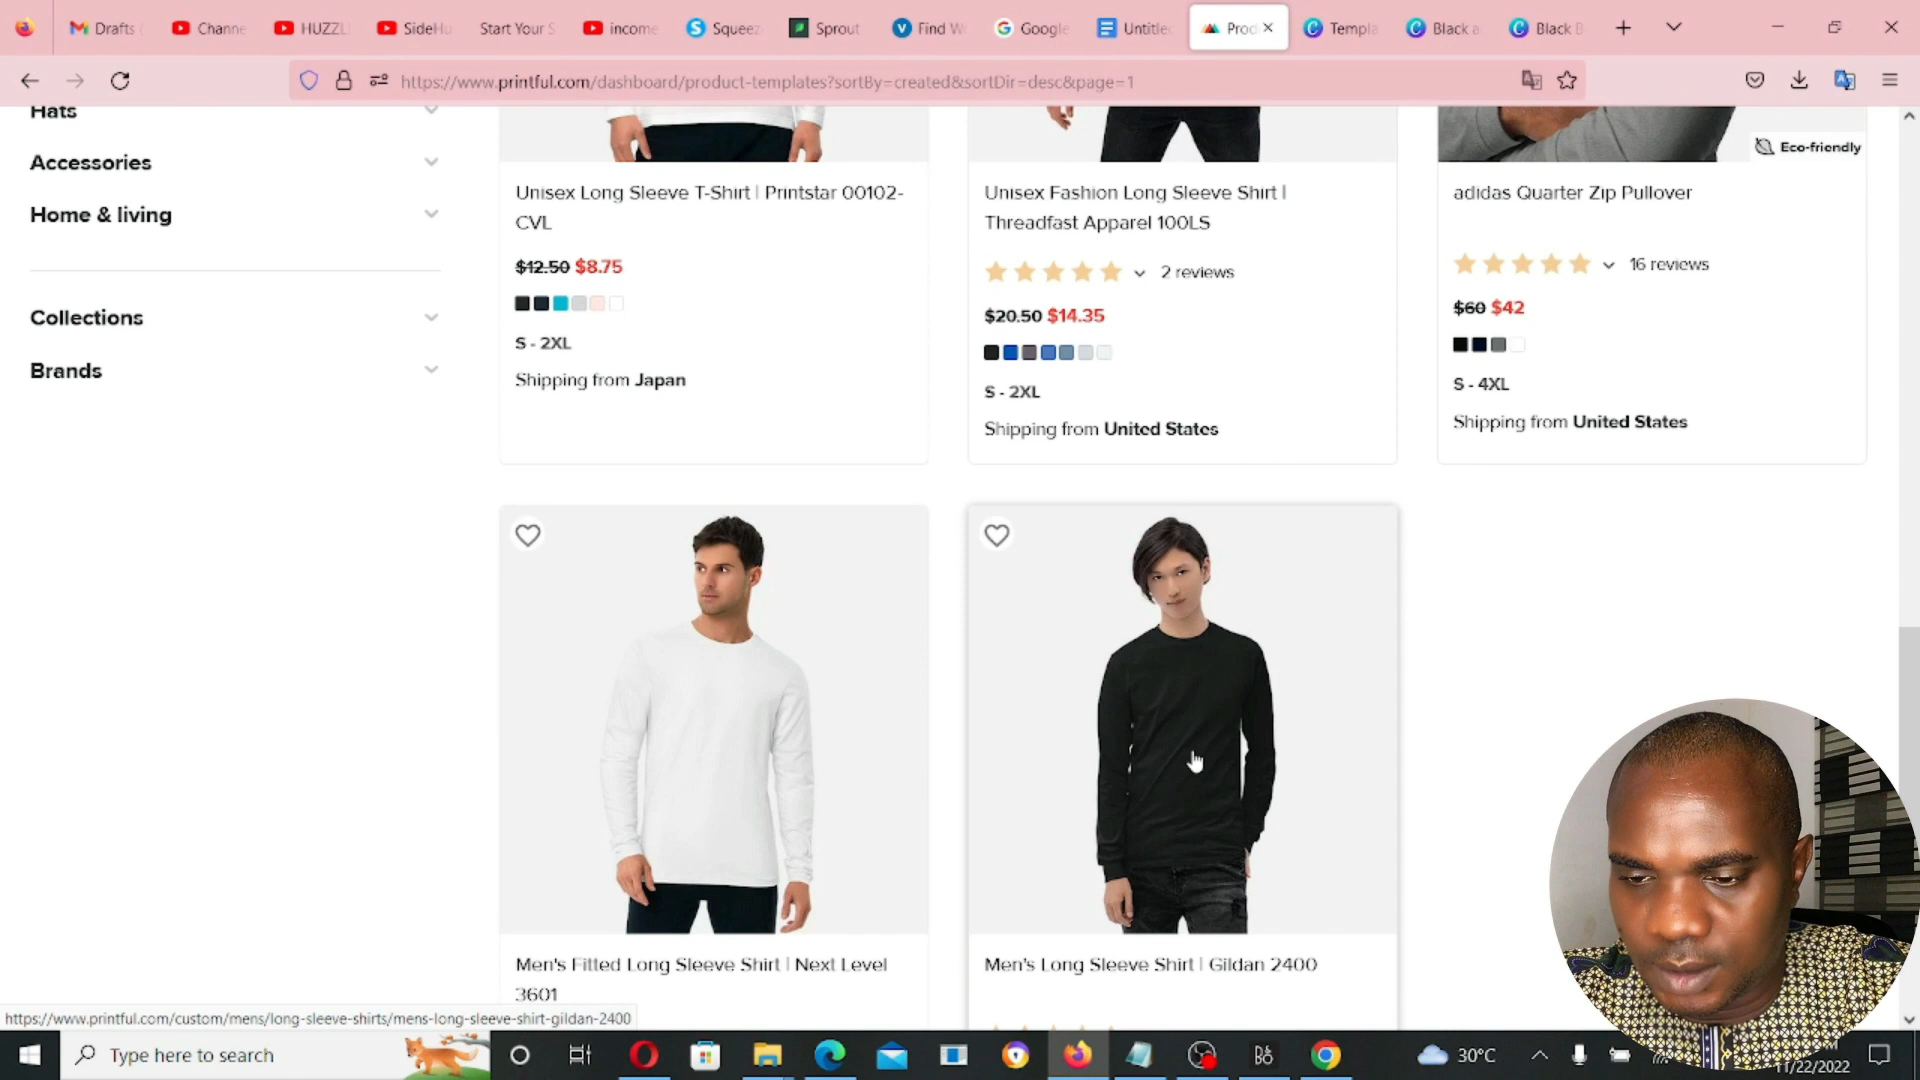 Drafts
Channe
HUZZL
SideHu
Start Your S
income
Squeez
Sprout
Find W
Google
Untitle
Prod
Templa
Black a
Black B
https://www.printful.com/dashboard/product-templates?sortBy=created&sortDir=desc&page=1
Hats
Accessories
Home & living
Collections
Brands
Eco-friendly
Unisex Long Sleeve T-Shirt | Printstar 00102-
CVL
$12.50 $8.75
S - 2XL
Shipping from Japan
Unisex Fashion Long Sleeve Shirt |
Threadfast Apparel 100LS
2 reviews
$20.50 $14.35
S - 2XL
Shipping from United States
adidas Quarter Zip Pullover
16 reviews
$60 $42
S - 4XL
Shipping from United States
Men's Fitted Long Sleeve Shirt | Next Level
3601
Men's Long Sleeve Shirt | Gildan 2400
https://www.printful.com/custom/mens/long-sleeve-shirts/mens-long-sleeve-shirt-gildan-2400
Type here to search
30°C
11/22/2022